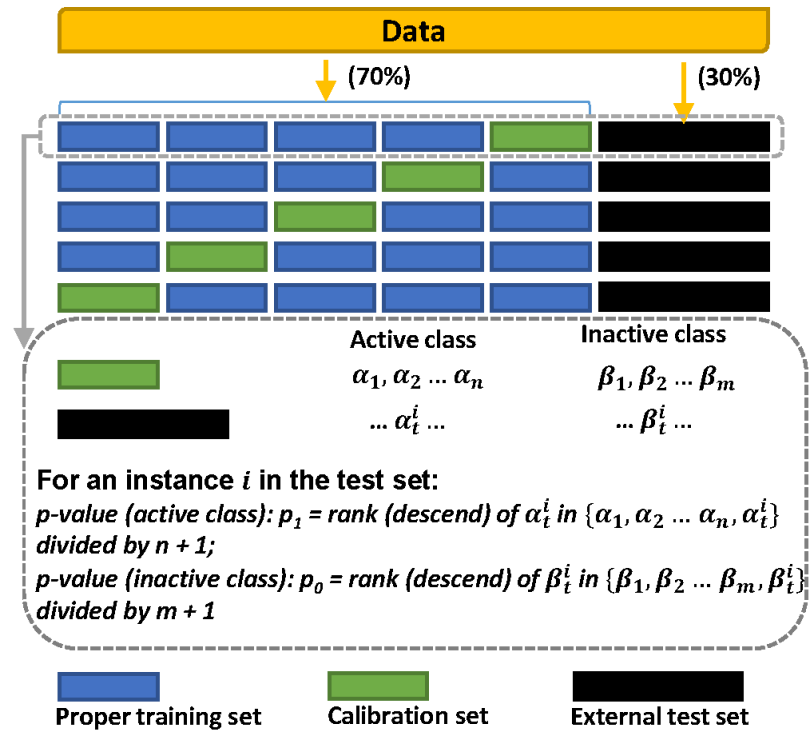 Data
(70%)
(30%)
Active class
Inactive class
α₁, α₂ ... αₙ
β₁, β₂ ... βₘ
... αₜⁱ ...
... βₜⁱ ...
For an instance i in the test set:
p-value (active class): p₁ = rank (descend) of αₜⁱ in {α₁, α₂ ... αₙ, αₜⁱ}
divided by n + 1;
p-value (inactive class): p₀ = rank (descend) of βₜⁱ in {β₁, β₂ ... βₘ, βₜⁱ}
divided by m + 1
Proper training set
Calibration set
External test set